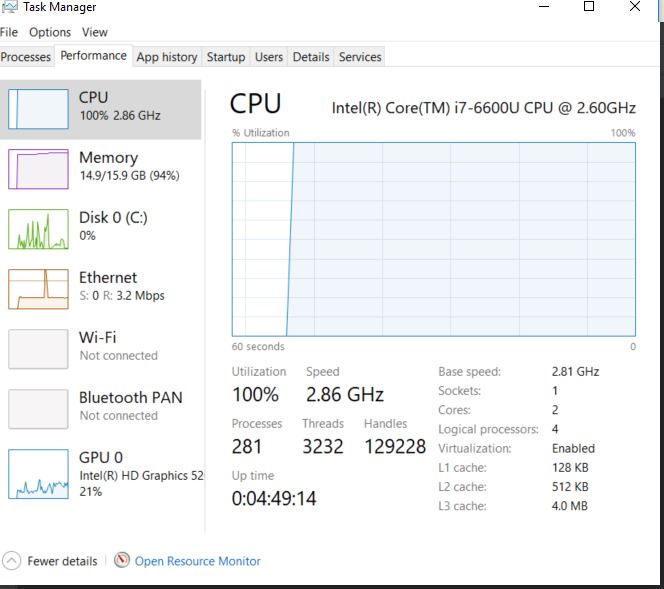 Task Manager
File Options View
Processes Performance App history Startup Users Details Services
CPU
100% 2.86 GHz
Memory
14.9/15.9 GB (94%)
Disk 0 (C:)
0%
Ethernet
S: 0 R: 3.2 Mbps
Wi-Fi
Not connected
Bluetooth PAN
Not connected
GPU 0
Intel(R) HD Graphics 52
21%
CPU Intel(R) Core(TM) i7-6600U CPU @ 2.60GHz
% Utilization 100%
60 seconds 0
Utilization Speed
100% 2.86 GHz
Processes Threads Handles
281 3232 129228
Up time
0:04:49:14
Base speed: 2.81 GHz
Sockets: 1
Cores: 2
Logical processors: 4
Virtualization: Enabled
L1 cache: 128 KB
L2 cache: 512 KB
L3 cache: 4.0 MB
Fewer details Open Resource Monitor